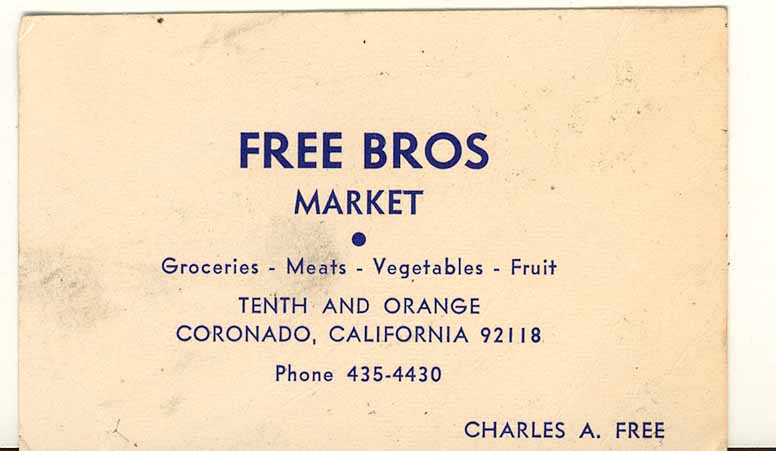 FREE BROS
MARKET
Groceries - Meats - Vegetables - Fruit
TENTH AND ORANGE
CORONADO, CALIFORNIA 92118
Phone 435-4430
CHARLES A. FREE